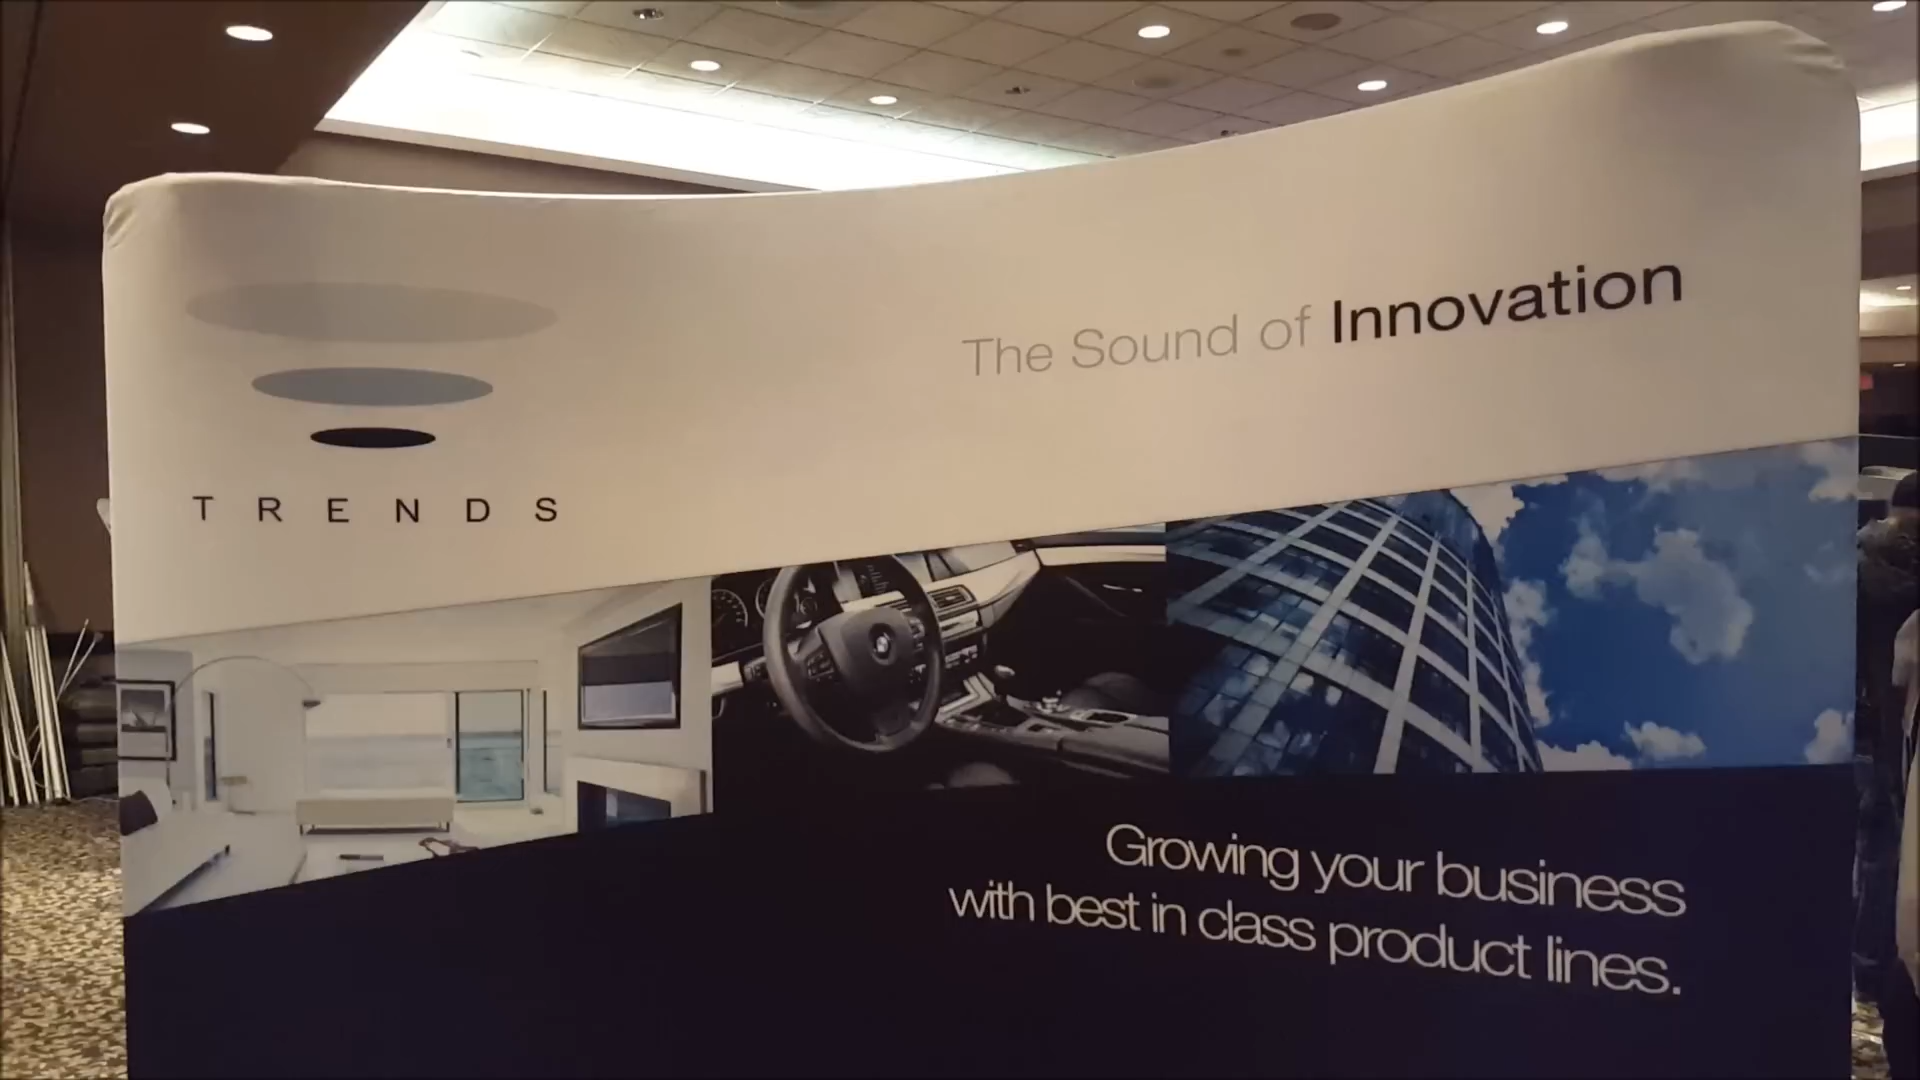 The Sound of Innovation
TRENDS
Growing your business
with best in class product lines.